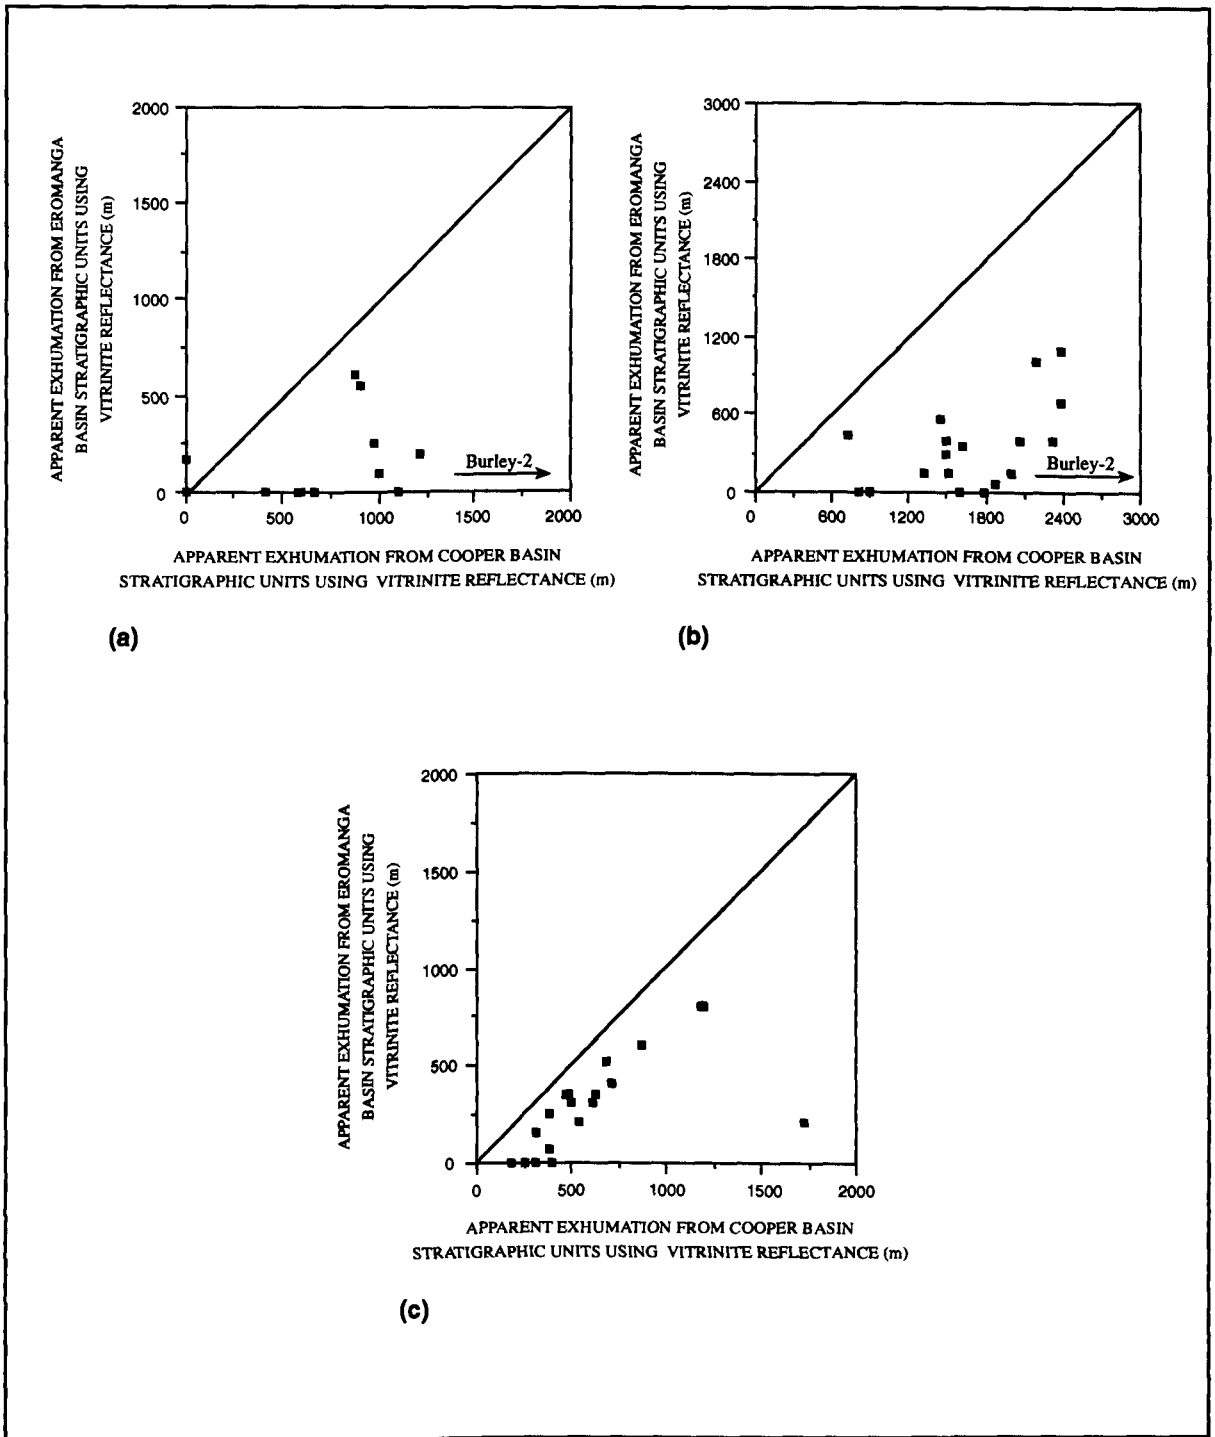 2000
1500
1000
500
0
APPARENT EXHUMATION FROM EROMANGA
BASIN STRATIGRAPHIC UNITS USING
VITRINITE REFLECTANCE (m)
Burley-2
0 500 1000 1500 2000
APPARENT EXHUMATION FROM COOPER BASIN
STRATIGRAPHIC UNITS USING VITRINITE REFLECTANCE (m)
(a)
3000
2400
1800
1200
600
0
APPARENT EXHUMATION FROM EROMANGA
BASIN STRATIGRAPHIC UNITS USING
VITRINITE REFLECTANCE (m)
Burley-2
0 600 1200 1800 2400 3000
APPARENT EXHUMATION FROM COOPER BASIN
STRATIGRAPHIC UNITS USING VITRINITE REFLECTANCE (m)
(b)
2000
1500
1000
500
0
APPARENT EXHUMATION FROM EROMANGA
BASIN STRATIGRAPHIC UNITS USING
VITRINITE REFLECTANCE (m)
0 500 1000 1500 2000
APPARENT EXHUMATION FROM COOPER BASIN
STRATIGRAPHIC UNITS USING VITRINITE REFLECTANCE (m)
(c)